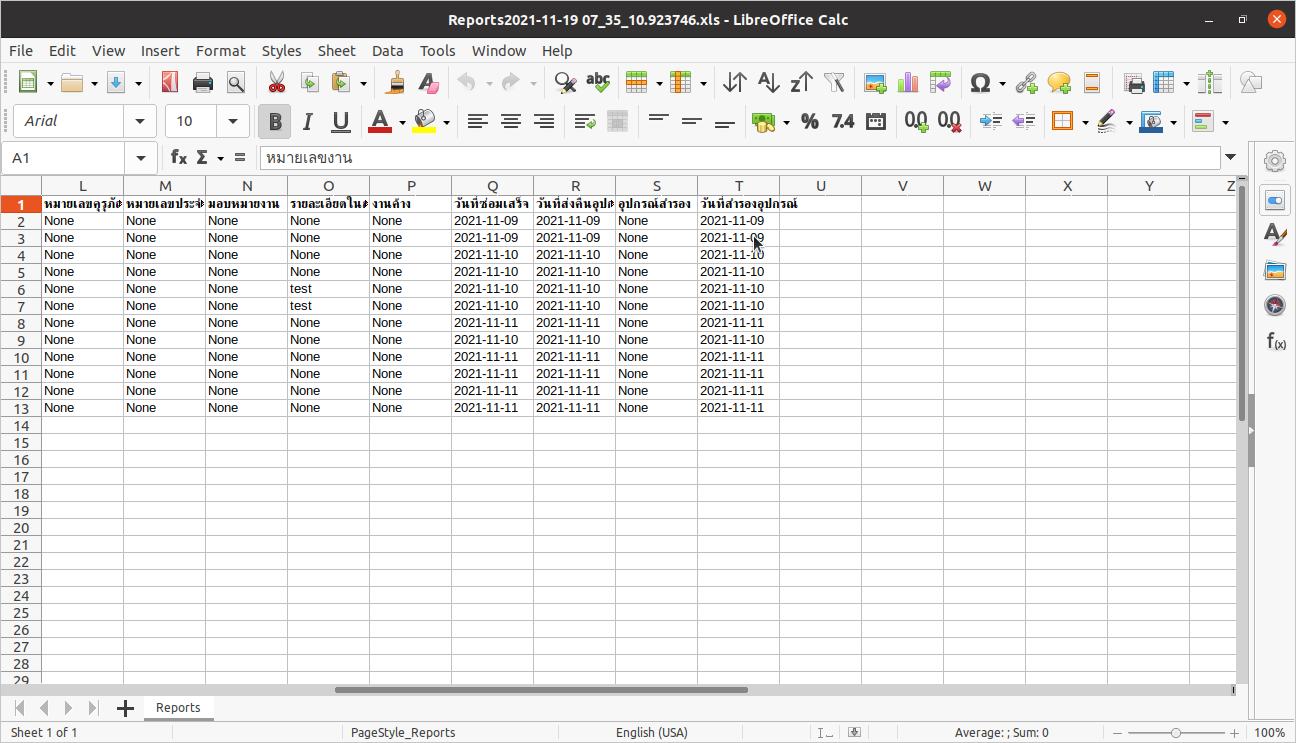 Reports2021-11-19 07_35_10.923746.xls - LibreOffice Calc
File Edit View Insert Format Styles Sheet Data Tools Window Help
abc
Arial 10 B I U A % 7.4 0.0 0.0
A1 fx Σ = หมายเลขงาน
L M N O P Q R S T U V W X Y Z
1 หมายเลขคุรุภั หมายเลขประจำ มอบหมายงาน รายละเอียดใน งานค้าง วันที่ซ่อมเสร็จ วันที่ส่งคืนอุป อุปกรณ์สำรอง วันที่สำรองอุปกรณ์
2 None None None None None 2021-11-09 2021-11-09 None 2021-11-09
3 None None None None None 2021-11-09 2021-11-09 None 2021-11-09
4 None None None None None 2021-11-10 2021-11-10 None 2021-11-10
5 None None None None None 2021-11-10 2021-11-10 None 2021-11-10
6 None None None test None 2021-11-10 2021-11-10 None 2021-11-10
7 None None None test None 2021-11-10 2021-11-10 None 2021-11-10
8 None None None None None 2021-11-11 2021-11-11 None 2021-11-11
9 None None None None None 2021-11-10 2021-11-10 None 2021-11-10
10 None None None None None 2021-11-11 2021-11-11 None 2021-11-11
11 None None None None None 2021-11-11 2021-11-11 None 2021-11-11
12 None None None None None 2021-11-11 2021-11-11 None 2021-11-11
13 None None None None None 2021-11-11 2021-11-11 None 2021-11-11
14
15
16
17
18
19
20
21
22
23
24
25
26
27
28
29
Reports
Sheet 1 of 1 PageStyle_Reports English (USA) Average: ; Sum: 0 100%